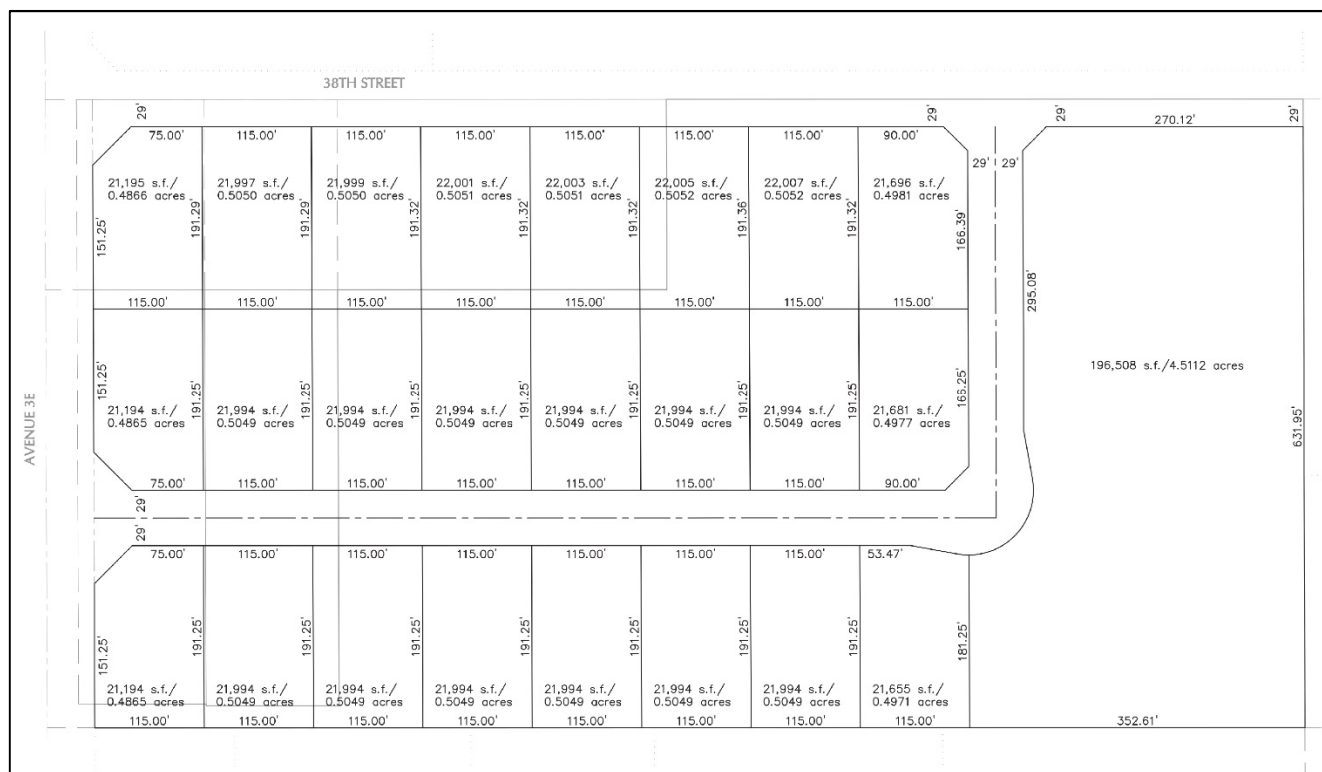 38TH STREET
29' 29' 29' 29'
75.00' 115.00' 115.00' 115.00' 115.00' 115.00' 115.00' 90.00' 270.12'
29' 29'
21,195 s.f./ 21,997 s.f./ 21,999 s.f./ 22,001 s.f./ 22,003 s.f./ 22,005 s.f./ 22,007 s.f./ 21,696 s.f./
0.4866 acres 0.5050 acres 0.5050 acres 0.5051 acres 0.5051 acres 0.5052 acres 0.5052 acres 0.4981 acres
151.25' 191.29' 191.29' 191.32' 191.32' 191.32' 191.36' 191.32' 166.39'
295.08'
115.00' 115.00' 115.00' 115.00' 115.00' 115.00' 115.00' 115.00'
196,508 s.f./4.5112 acres
151.25' 191.25' 191.25' 191.25' 191.25' 191.25' 191.25' 191.25' 166.25'
21,194 s.f./ 21,994 s.f./ 21,994 s.f./ 21,994 s.f./ 21,994 s.f./ 21,994 s.f./ 21,994 s.f./ 21,681 s.f./
0.4865 acres 0.5049 acres 0.5049 acres 0.5049 acres 0.5049 acres 0.5049 acres 0.5049 acres 0.4977 acres
AVENUE 3E
631.95'
75.00' 115.00' 115.00' 115.00' 115.00' 115.00' 115.00' 90.00'
29'
29'
75.00' 115.00' 115.00' 115.00' 115.00' 115.00' 115.00' 53.47'
151.25' 191.25' 191.25' 191.25' 191.25' 191.25' 191.25' 191.25' 181.25'
21,194 s.f./ 21,994 s.f./ 21,994 s.f./ 21,994 s.f./ 21,994 s.f./ 21,994 s.f./ 21,994 s.f./ 21,655 s.f./
0.4865 acres 0.5049 acres 0.5049 acres 0.5049 acres 0.5049 acres 0.5049 acres 0.5049 acres 0.4971 acres
115.00' 115.00' 115.00' 115.00' 115.00' 115.00' 115.00' 115.00' 352.61'